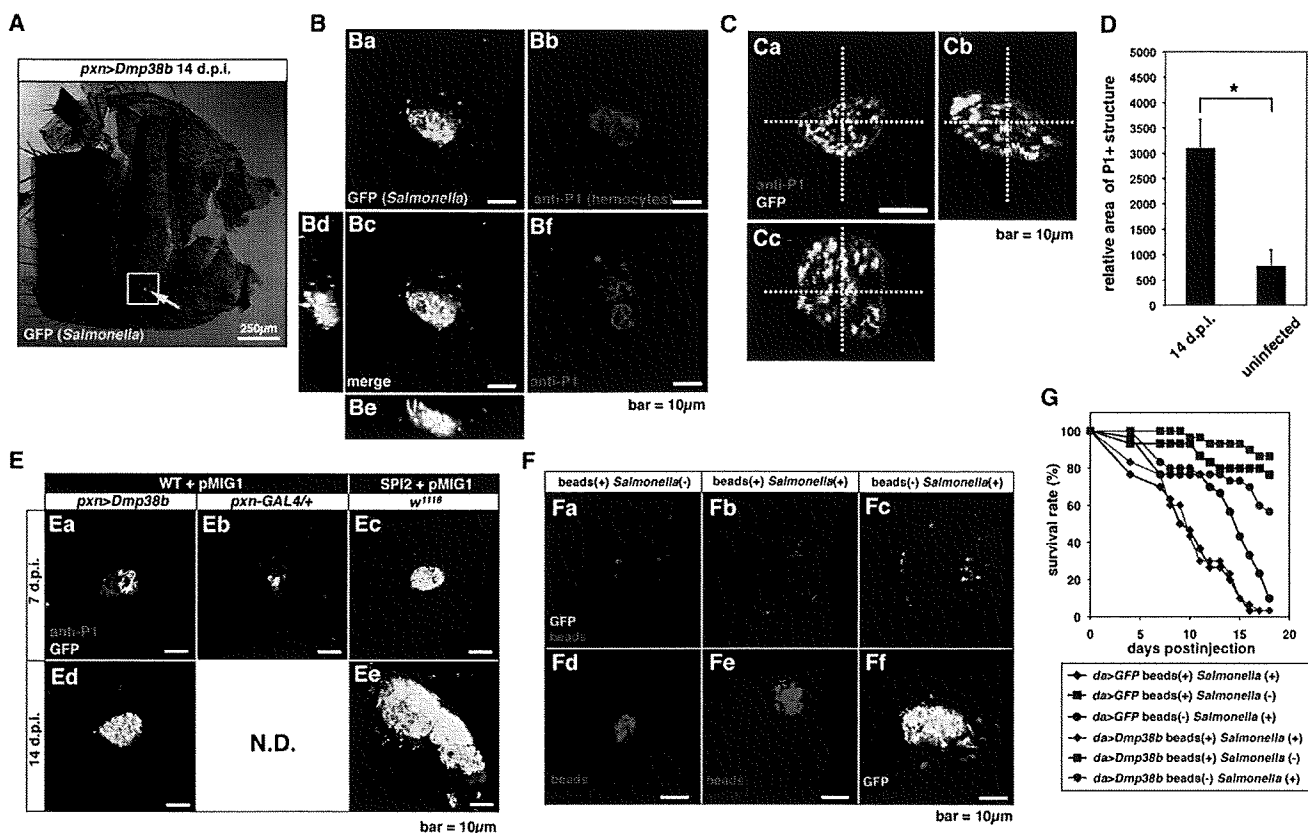 A
pxn>Dmp38b 14 d.p.i.
GFP (Salmonella)
250µm
B
Ba
GFP (Salmonella)
Bb
anti-P1 (hemocytes)
Bd
Bc
merge
Bf
anti-P1
Be
bar = 10µm
C
Ca
anti-P1
GFP
Cb
Cc
bar = 10µm
D
relative area of P1+ structure
5000
4500
4000
3500
3000
2500
2000
1500
1000
500
0
*
14 d.p.i.
uninfected
E
WT + pMIG1
SPI2 + pMIG1
pxn>Dmp38b
pxn-GAL4/+
w1118
7 d.p.i.
Ea
anti-P1
GFP
Eb
Ec
14 d.p.i.
Ed
N.D.
Ee
bar = 10µm
F
beads(+) Salmonella(-)
beads(+) Salmonella(+)
beads(-) Salmonella(+)
Fa
GFP
beads
Fb
Fc
Fd
beads
Fe
beads
Ff
GFP
bar = 10µm
G
survival rate (%)
100
80
60
40
20
0
0
5
10
15
20
days postinjection
da>GFP beads(+) Salmonella (+)
da>GFP beads(+) Salmonella (-)
da>GFP beads(-) Salmonella (+)
da>Dmp38b beads(+) Salmonella (+)
da>Dmp38b beads(+) Salmonella (-)
da>Dmp38b beads(-) Salmonella (+)